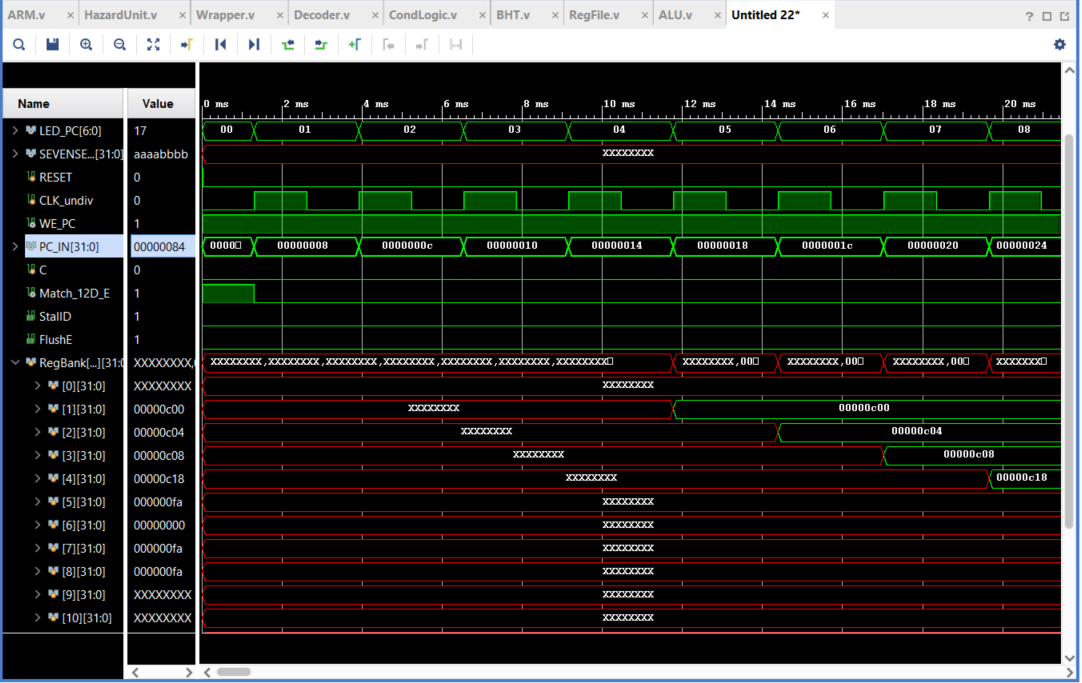 ARM.v × HazardUnit.v × Wrapper.v × Decoder.v × CondLogic.v × BHT.v × RegFile.v × ALU.v × Untitled 22* ×
Name Value 0 ms 2 ms 4 ms 6 ms 8 ms 10 ms 12 ms 14 ms 16 ms 18 ms 20 ms
LED_PC[6:0] 17 00 01 02 03 04 05 06 07 08
SEVENSE...[31:0] aaaabbbb XXXXXXXX
RESET 0
CLK_undiv 0
WE_PC 1
PC_IN[31:0] 00000084 0000 00000008 0000000c 00000010 00000014 00000018 0000001c 00000020 00000024
C 0
Match_12D_E 1
StallD 1
FlushE 1
RegBank[...][31:0 XXXXXXXX, XXXXXXXX,XXXXXXXX,XXXXXXXX,XXXXXXXX,XXXXXXXX,XXXXXXXX,XXXXXXXX XXXXXXXX,00 XXXXXXXX,00 XXXXXXXX,00 XXXXXXX
[0][31:0] XXXXXXXX XXXXXXXX
[1][31:0] 00000c00 XXXXXXXX 00000c00
[2][31:0] 00000c04 XXXXXXXX 00000c04
[3][31:0] 00000c08 XXXXXXXX 00000c08
[4][31:0] 00000c18 XXXXXXXX 00000c18
[5][31:0] 000000fa XXXXXXXX
[6][31:0] 00000000 XXXXXXXX
[7][31:0] 000000fa XXXXXXXX
[8][31:0] 000000fa XXXXXXXX
[9][31:0] XXXXXXXX XXXXXXXX
[10][31:0] XXXXXXXX XXXXXXXX